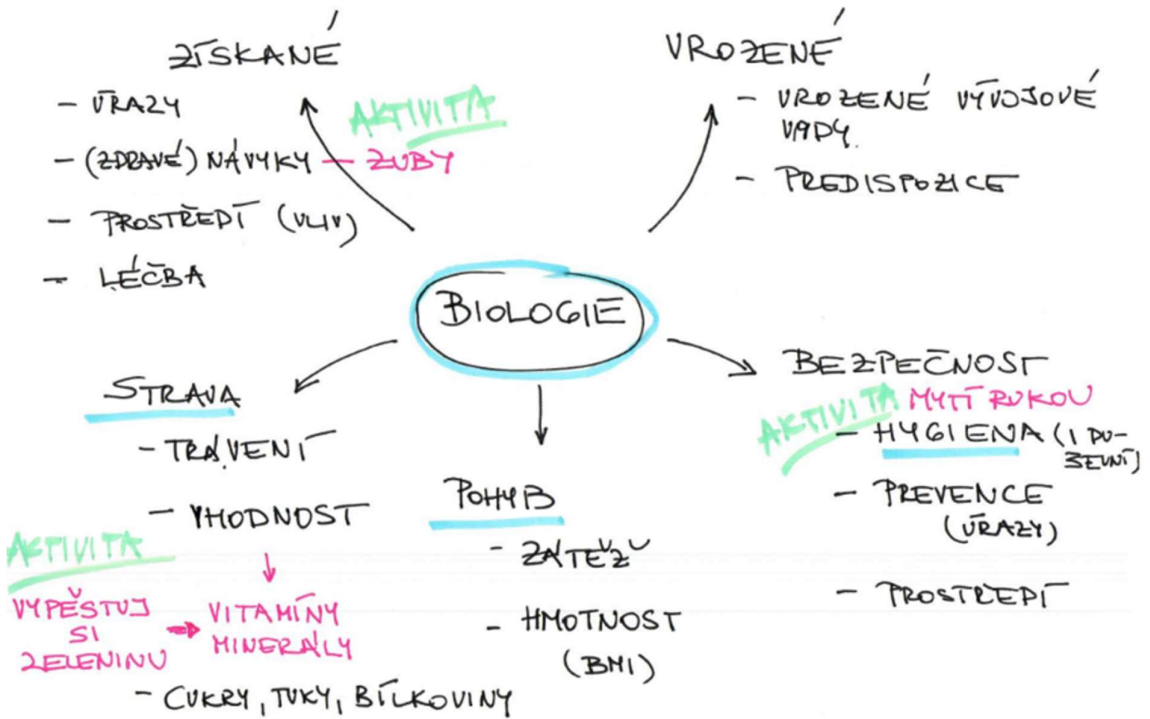 ZÍSKANÉ
- ÚRAZY
- (ZDRAVÉ) NÁVYKY — ZUBY
AKTIVITA
- PROSTŘEDÍ (VLIV)
- LÉČBA
VROZENÉ
- VROZENÉ VÝVOJOVÉ
VADY.
- PREDISPOZICE
BIOLOGIE
STRAVA
- TRÁVENÍ
- VHODNOST
AKTIVITA
VYPĚSTUJ
SI
ZELENINU
VITAMÍNY
MINERÁLY
- CUKRY, TUKY, BÍLKOVINY
POHYB
- ZÁTĚŽ
- HMOTNOST
(BMI)
BEZPEČNOST
AKTIVITA MYTÍ RUKOU
- HYGIENA (I DU-
ŠEVNÍ)
- PREVENCE
(ÚRAZY)
- PROSTŘEDÍ